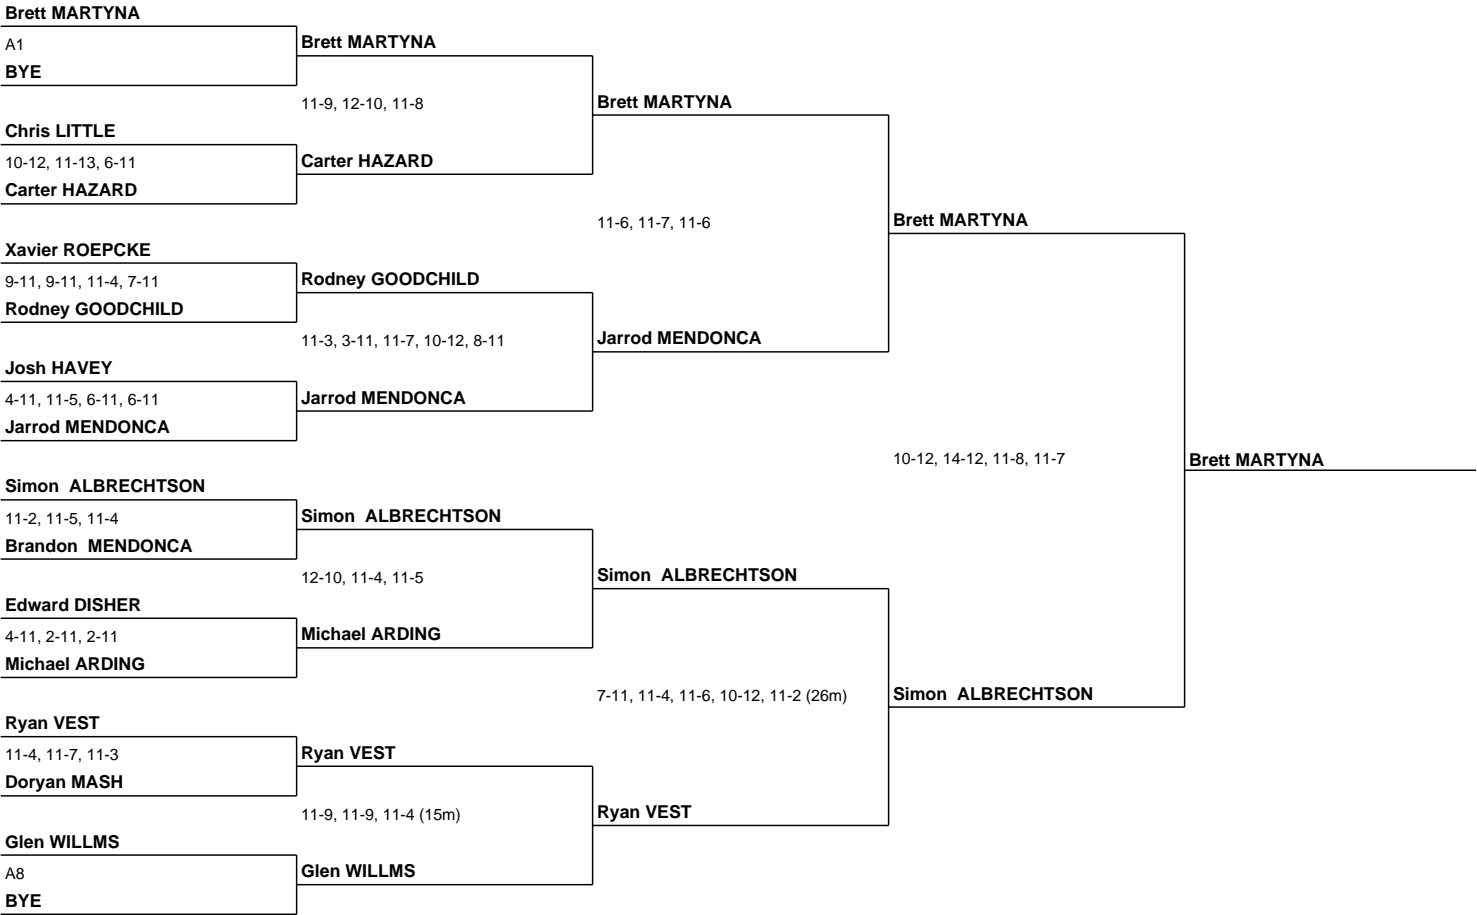 Brett MARTYNA
A1
BYE
Chris LITTLE
10-12, 11-13, 6-11
Carter HAZARD
Xavier ROEPCKE
9-11, 9-11, 11-4, 7-11
Rodney GOODCHILD
Josh HAVEY
4-11, 11-5, 6-11, 6-11
Jarrod MENDONCA
Simon  ALBRECHTSON
11-2, 11-5, 11-4
Brandon  MENDONCA
Edward DISHER
4-11, 2-11, 2-11
Michael ARDING
Ryan VEST
11-4, 11-7, 11-3
Doryan MASH
Glen WILLMS
A8
BYE
Brett MARTYNA
11-9, 12-10, 11-8
Carter HAZARD
Rodney GOODCHILD
11-3, 3-11, 11-7, 10-12, 8-11
Jarrod MENDONCA
Simon  ALBRECHTSON
12-10, 11-4, 11-5
Michael ARDING
Ryan VEST
11-9, 11-9, 11-4 (15m)
Glen WILLMS
Brett MARTYNA
11-6, 11-7, 11-6
Jarrod MENDONCA
Simon  ALBRECHTSON
7-11, 11-4, 11-6, 10-12, 11-2 (26m)
Ryan VEST
Brett MARTYNA
10-12, 14-12, 11-8, 11-7
Simon  ALBRECHTSON
Brett MARTYNA